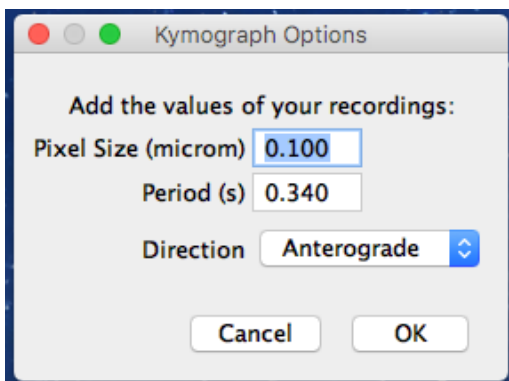 Kymograph Options
Add the values of your recordings:
Pixel Size (microm) 0.100
Period (s) 0.340
Direction Anterograde
Cancel OK